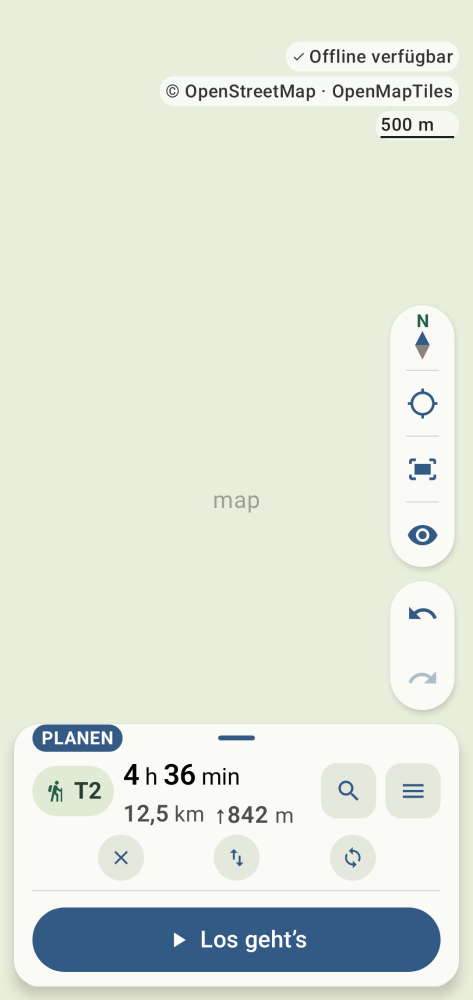 ✓ Offline verfügbar
© OpenStreetMap · OpenMapTiles
500 m
N
map
PLANEN
T2
4 h 36 min
12,5 km ↑842 m
Los geht’s